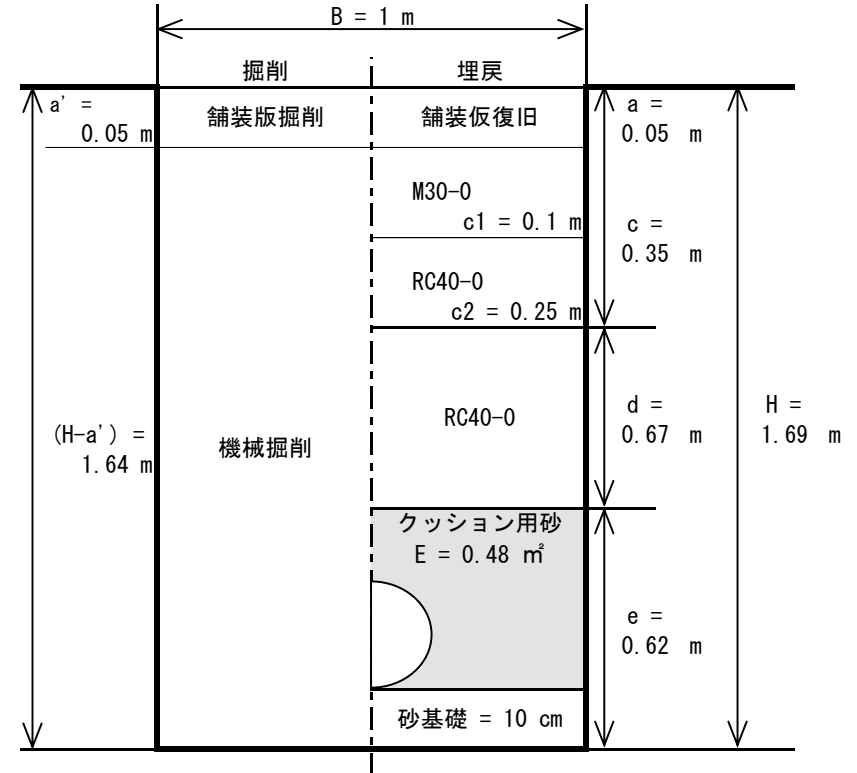 B = 1 m
掘削
埋戻
a' =
0.05 m
舗装版掘削
舗装仮復旧
a =
0.05 m
M30-0
c1 = 0.1 m
c =
0.35 m
RC40-0
c2 = 0.25 m
(H-a') =
1.64 m
機械掘削
RC40-0
d =
0.67 m
H =
1.69 m
クッション用砂
E = 0.48 ㎡
e =
0.62 m
砂基礎 = 10 cm